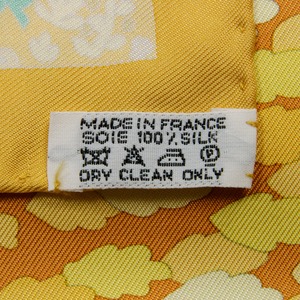 MADE IN FRANCE
SOIE 100% SILK
P
DRY CLEAN ONLY